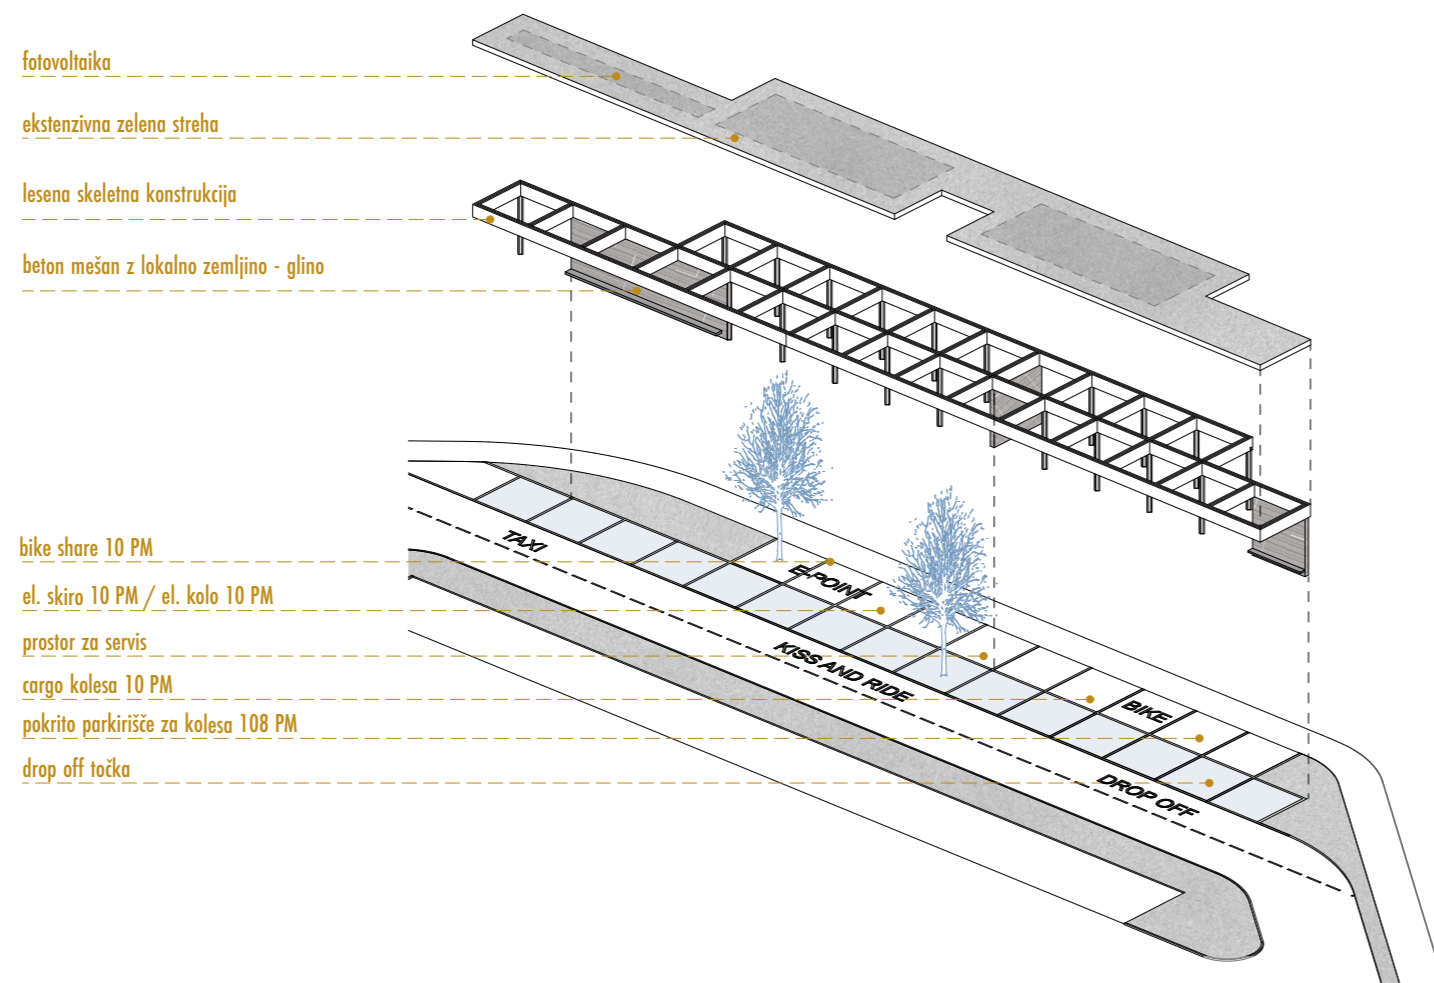 fotovoltaika
ekstenzivna zelena streha
lesena skeletna konstrukcija
beton mešan z lokalno zemljino - glino
bike share 10 PM
el. skiro 10 PM / el. kolo 10 PM
prostor za servis
cargo kolesa 10 PM
pokrito parkirišče za kolesa 108 PM
drop off točka
TAXI
E-POINT
KISS AND RIDE
BIKE
DROP OFF